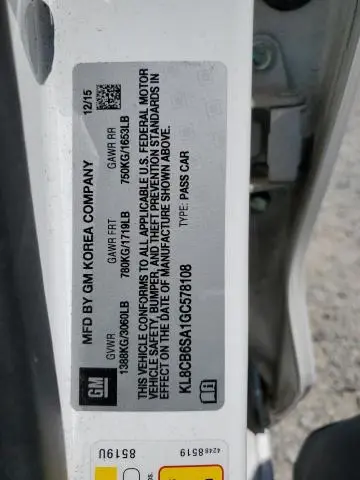 MFD BY GM KOREA COMPANY 12/15
GVWR GAWR FRT GAWR RR
1388KG/3060LB 780KG/1719LB 750KG/1653LB
THIS VEHICLE CONFORMS TO ALL APPLICABLE U.S. FEDERAL MOTOR
VEHICLE SAFETY, BUMPER, AND THEFT PREVENTION STANDARDS IN
EFFECT ON THE DATE OF MANUFACTURE SHOWN ABOVE.
KL8CB6SA1GC578108 TYPE: PASS CAR
GM
8519U
42488519